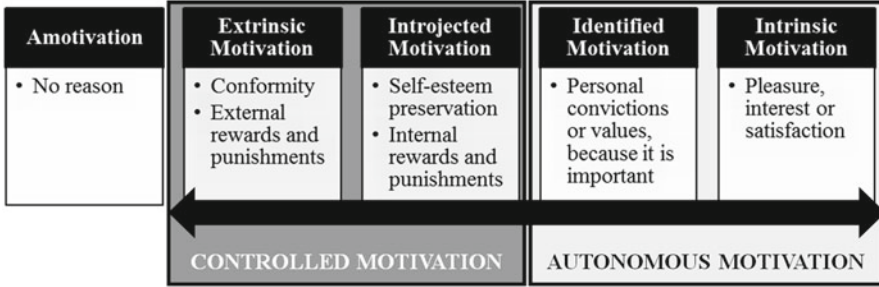 Amotivation
• No reason
Extrinsic
Motivation
• Conformity
• External
rewards and
punishments
Introjected
Motivation
• Self-esteem
preservation
• Internal
rewards and
punishments
Identified
Motivation
• Personal
convictions
or values,
because it is
important
Intrinsic
Motivation
• Pleasure,
interest or
satisfaction
CONTROLLED MOTIVATION
AUTONOMOUS MOTIVATION